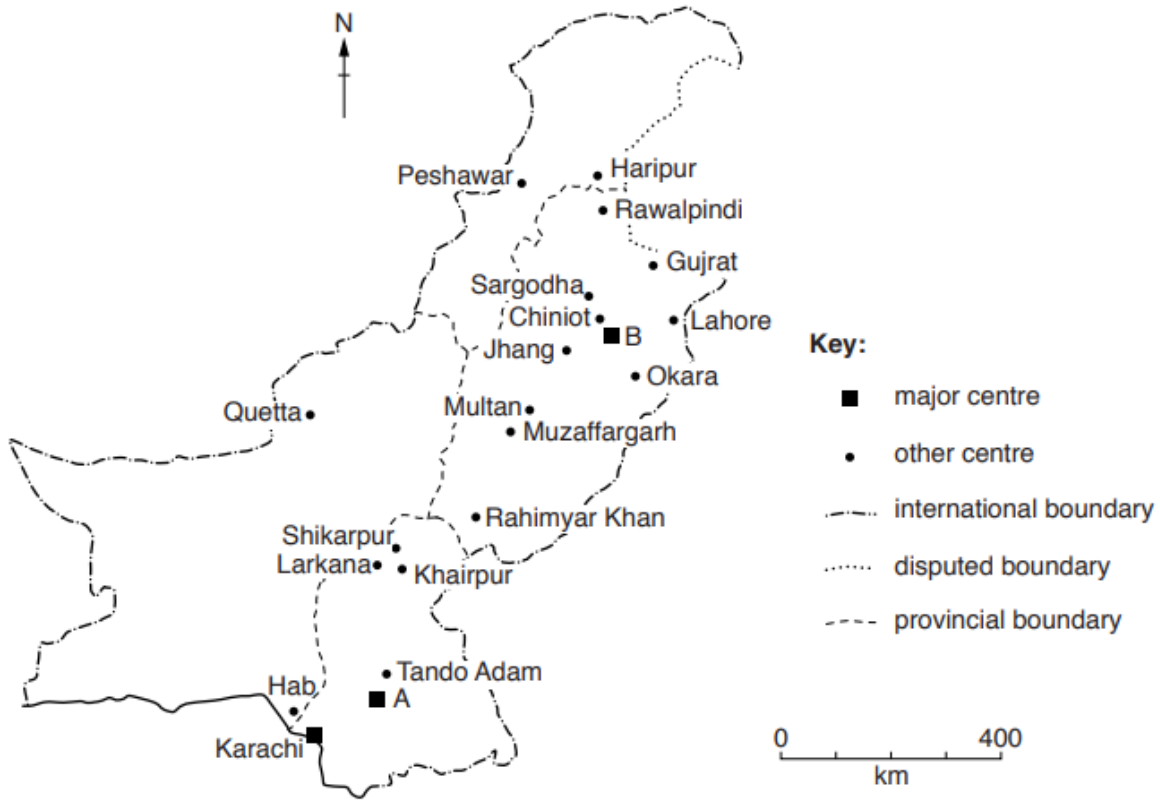 N
Peshawar
Haripur
Rawalpindi
Gujrat
Sargodha
Chiniot
Lahore
B
Jhang
Okara
Quetta
Multan
Muzaffargarh
Rahimyar Khan
Shikarpur
Larkana
Khairpur
Tando Adam
Hab
A
Karachi
Key:
major centre
other centre
international boundary
disputed boundary
provincial boundary
0 400
km